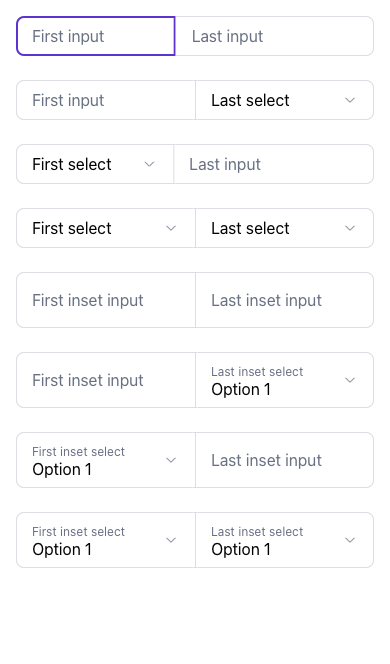 First input Last input
First input Last select
First select Last input
First select Last select
First inset input Last inset input
First inset input Last inset select
Option 1
First inset select
Option 1 Last inset input
First inset select Last inset select
Option 1 Option 1